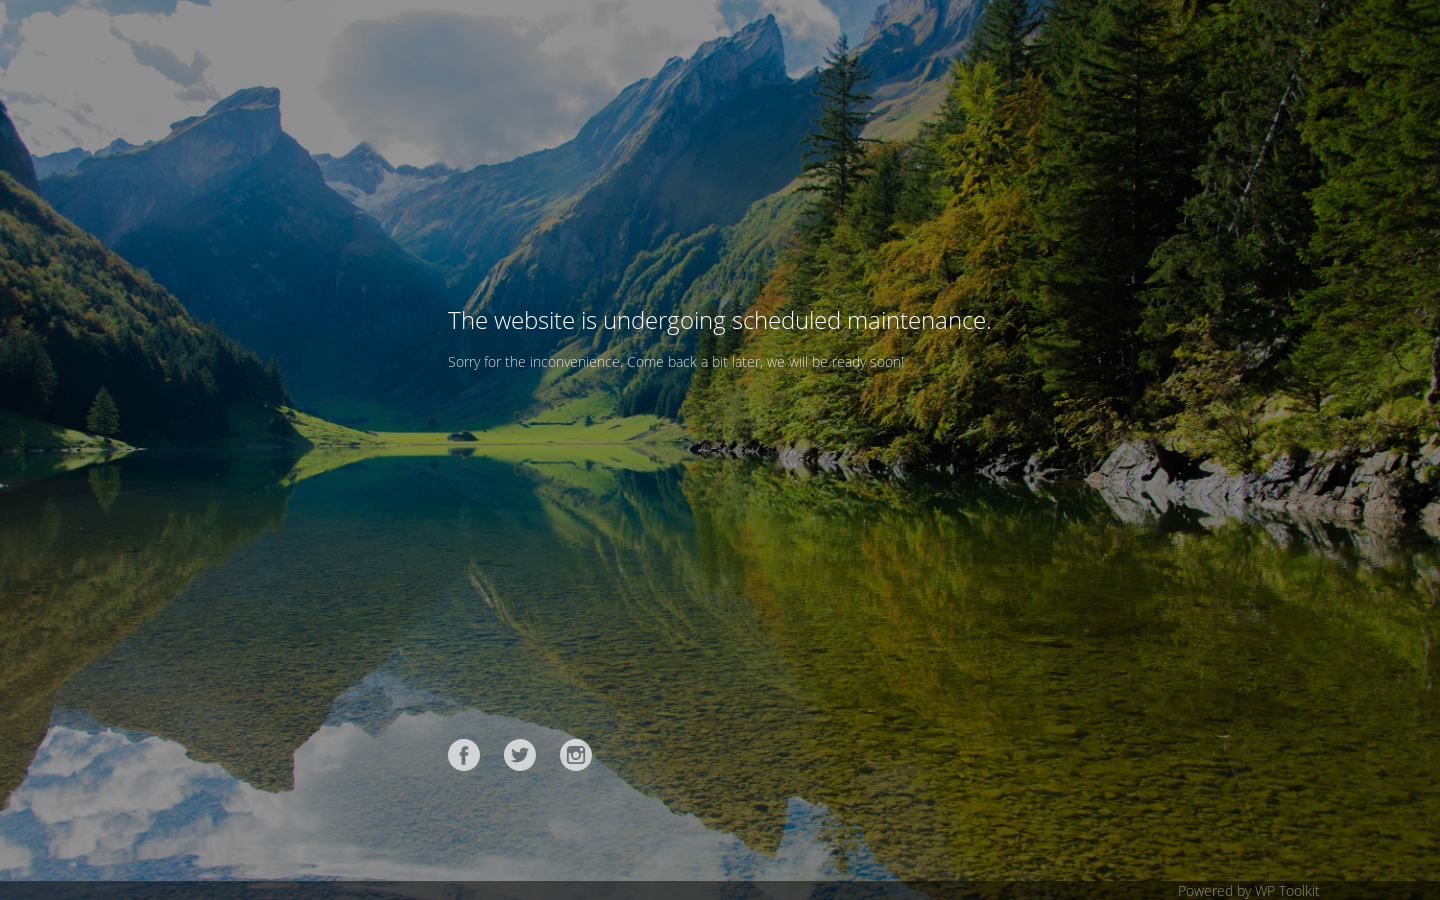 The website is undergoing scheduled maintenance.
Sorry for the inconvenience. Come back a bit later, we will be ready soon!
Powered by WP Toolkit